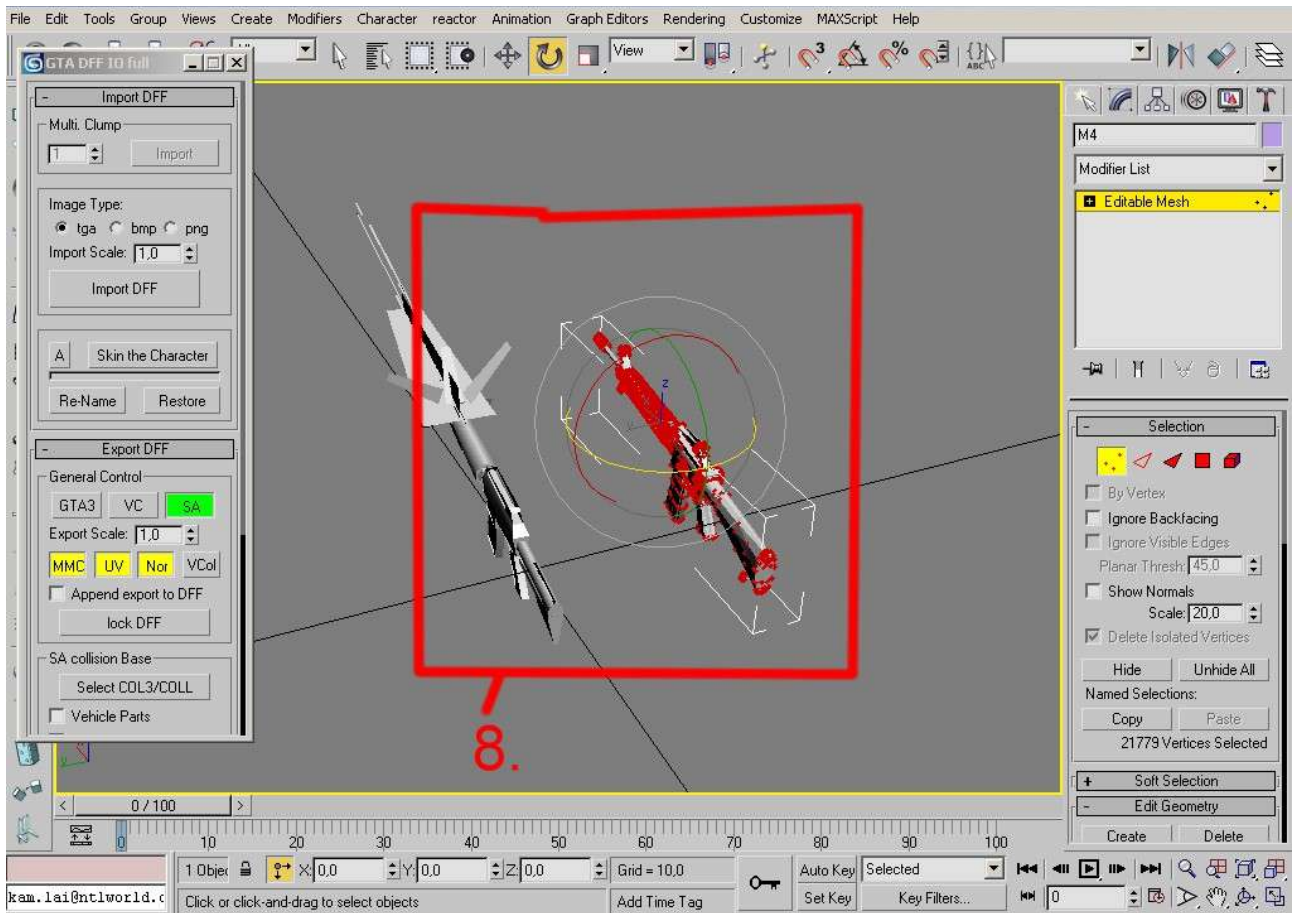 File Edit Tools Group Views Create Modifiers Character reactor Animation Graph Editors Rendering Customize MAXScript Help
View
GTA DFF IO full
Import DFF
Multi. Clump
1
Import
Image Type:
tga bmp png
Import Scale: 1,0
Import DFF
A Skin the Character
Re-Name Restore
Export DFF
General Control
GTA3 VC SA
Export Scale: 1,0
MMC UV Nor VCol
Append export to DFF
lock DFF
SA collision Base
Select COL3/COLL
Vehicle Parts
z
8.
M4
Modifier List
Editable Mesh
Selection
By Vertex
Ignore Backfacing
Ignore Visible Edges
Planar Thresh: 45,0
Show Normals
Scale: 20,0
Delete Isolated Vertices
Hide Unhide All
Named Selections:
Copy Paste
21779 Vertices Selected
Soft Selection
Edit Geometry
Create Delete
0 / 100
0 10 20 30 40 50 60 70 80 90 100
1 Objec X: 0,0 Y: 0,0 Z: 0,0 Grid = 10,0 Auto Key Selected
kam.lai@ntlworld.c Click or click-and-drag to select objects Add Time Tag Set Key Key Filters... 0